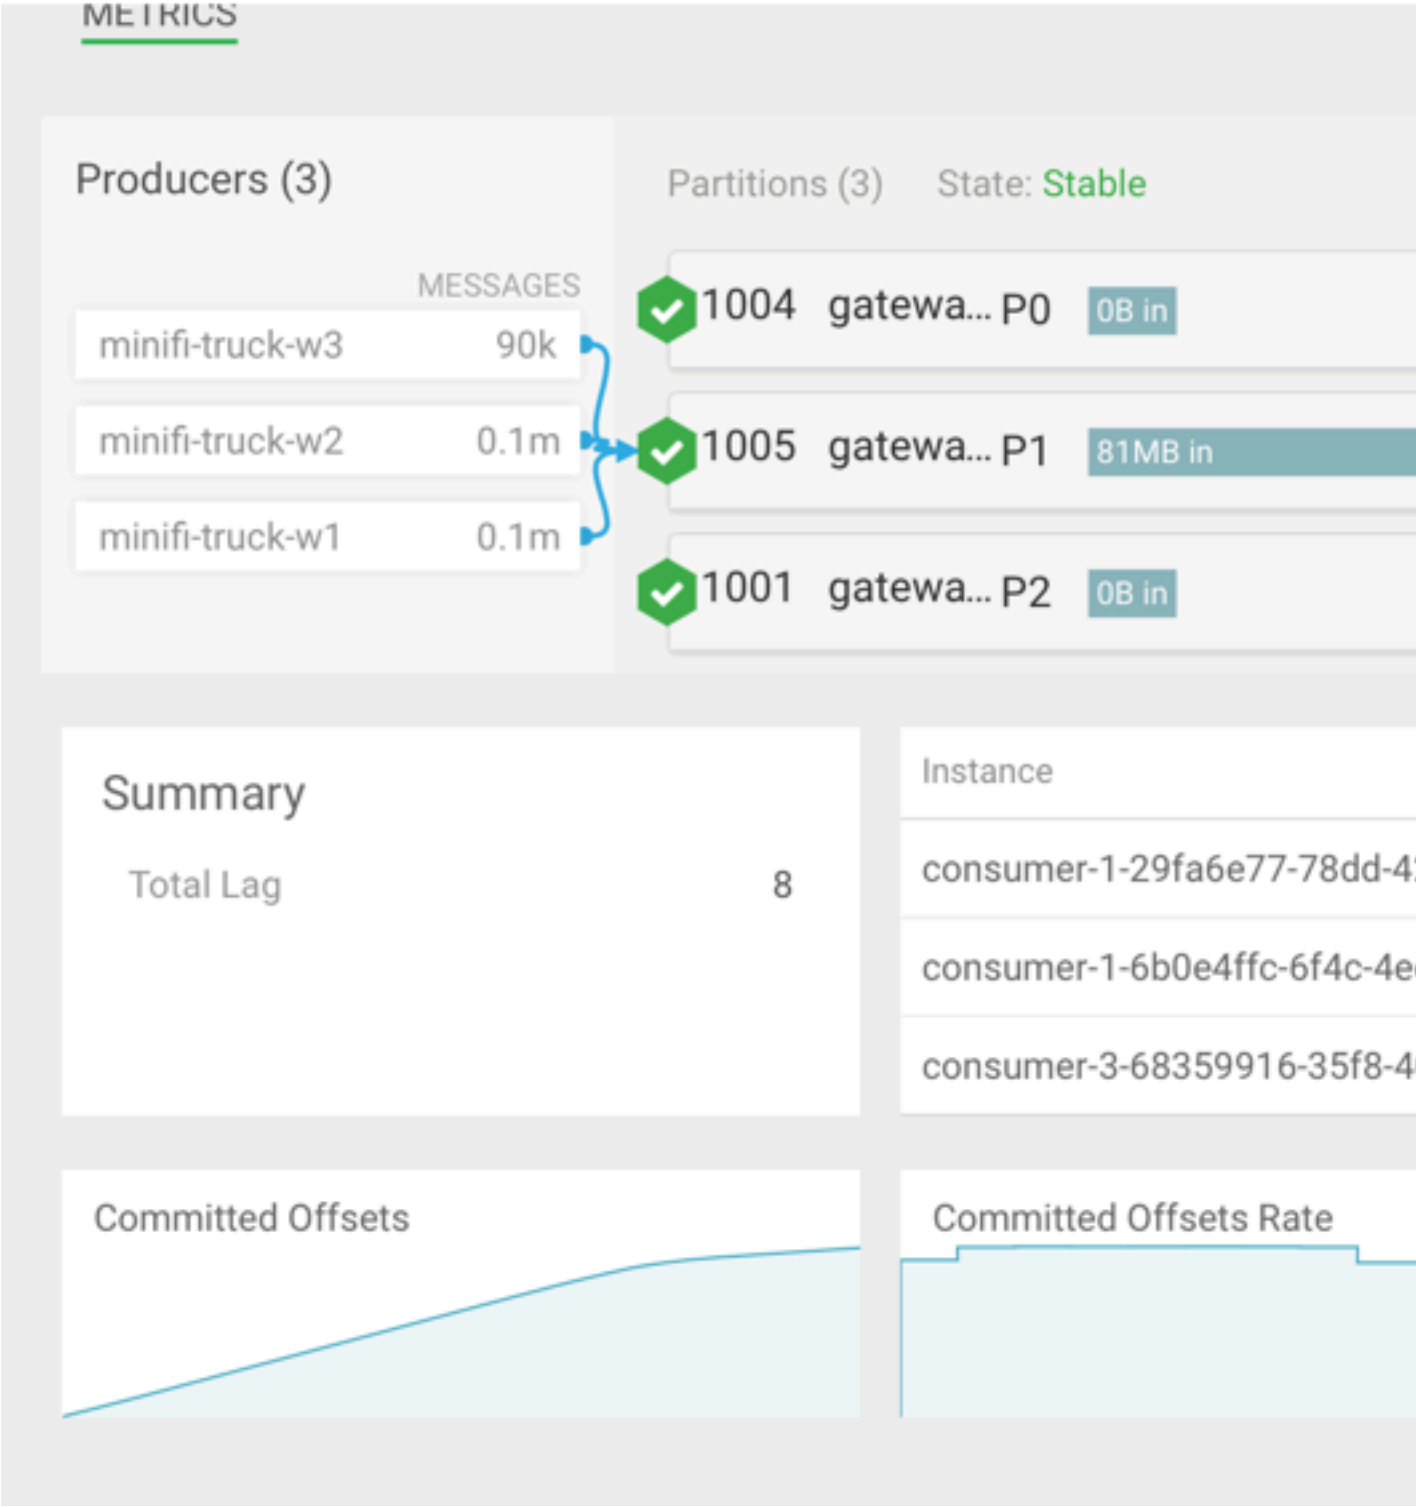 METRICS
Producers (3)
MESSAGES
minifi-truck-w3 90k
minifi-truck-w2 0.1m
minifi-truck-w1 0.1m
Partitions (3) State: Stable
1004 gatewa... P0 0B in
1005 gatewa... P1 81MB in
1001 gatewa... P2 0B in
Summary
Total Lag 8
Instance
consumer-1-29fa6e77-78dd-4
consumer-1-6b0e4ffc-6f4c-4e
consumer-3-68359916-35f8-4
Committed Offsets
Committed Offsets Rate